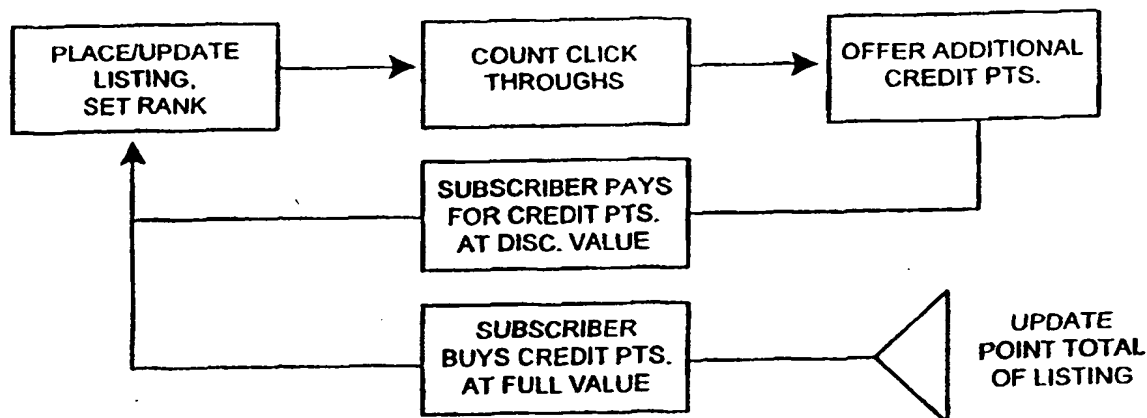 PLACE/UPDATE
LISTING,
SET RANK
COUNT CLICK
THROUGHS
OFFER ADDITIONAL
CREDIT PTS.
SUBSCRIBER PAYS
FOR CREDIT PTS.
AT DISC. VALUE
SUBSCRIBER
BUYS CREDIT PTS.
AT FULL VALUE
UPDATE
POINT TOTAL
OF LISTING